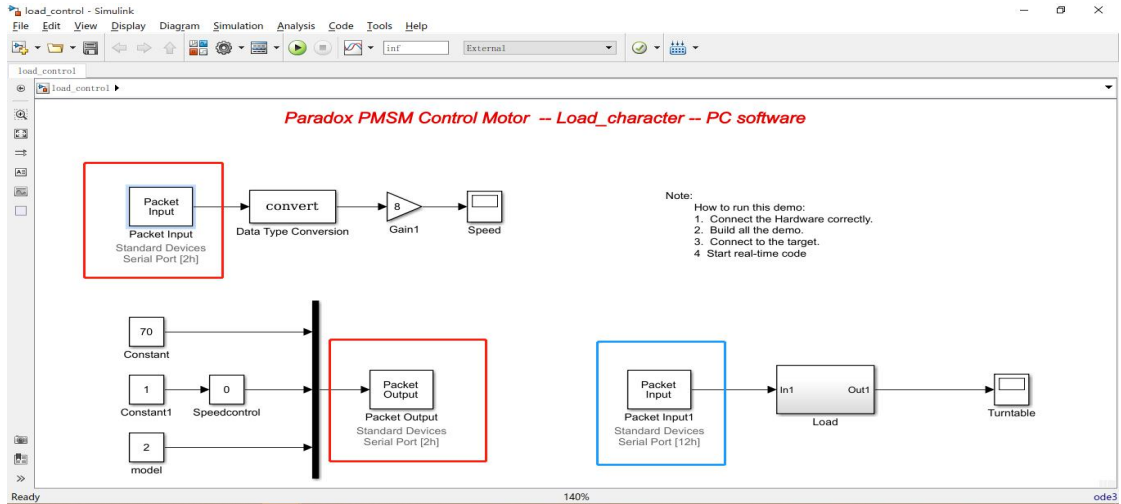 load_control - Simulink
File Edit View Display Diagram Simulation Analysis Code Tools Help
inf External
load_control
load_control
Paradox PMSM Control Motor -- Load_character -- PC software
Packet
Input
Packet Input
Standard Devices
Serial Port [2h]
convert
Data Type Conversion
8
Gain1
Speed
Note:
How to run this demo:
1. Connect the Hardware correctly.
2. Build all the demo.
3. Connect to the target.
4 Start real-time code
70
Constant
1
Constant1
0
Speedcontrol
2
model
Packet
Output
Packet Output
Standard Devices
Serial Port [2h]
Packet
Input
Packet Input1
Standard Devices
Serial Port [12h]
In1 Out1
Load
Turntable
Ready 140% ode3